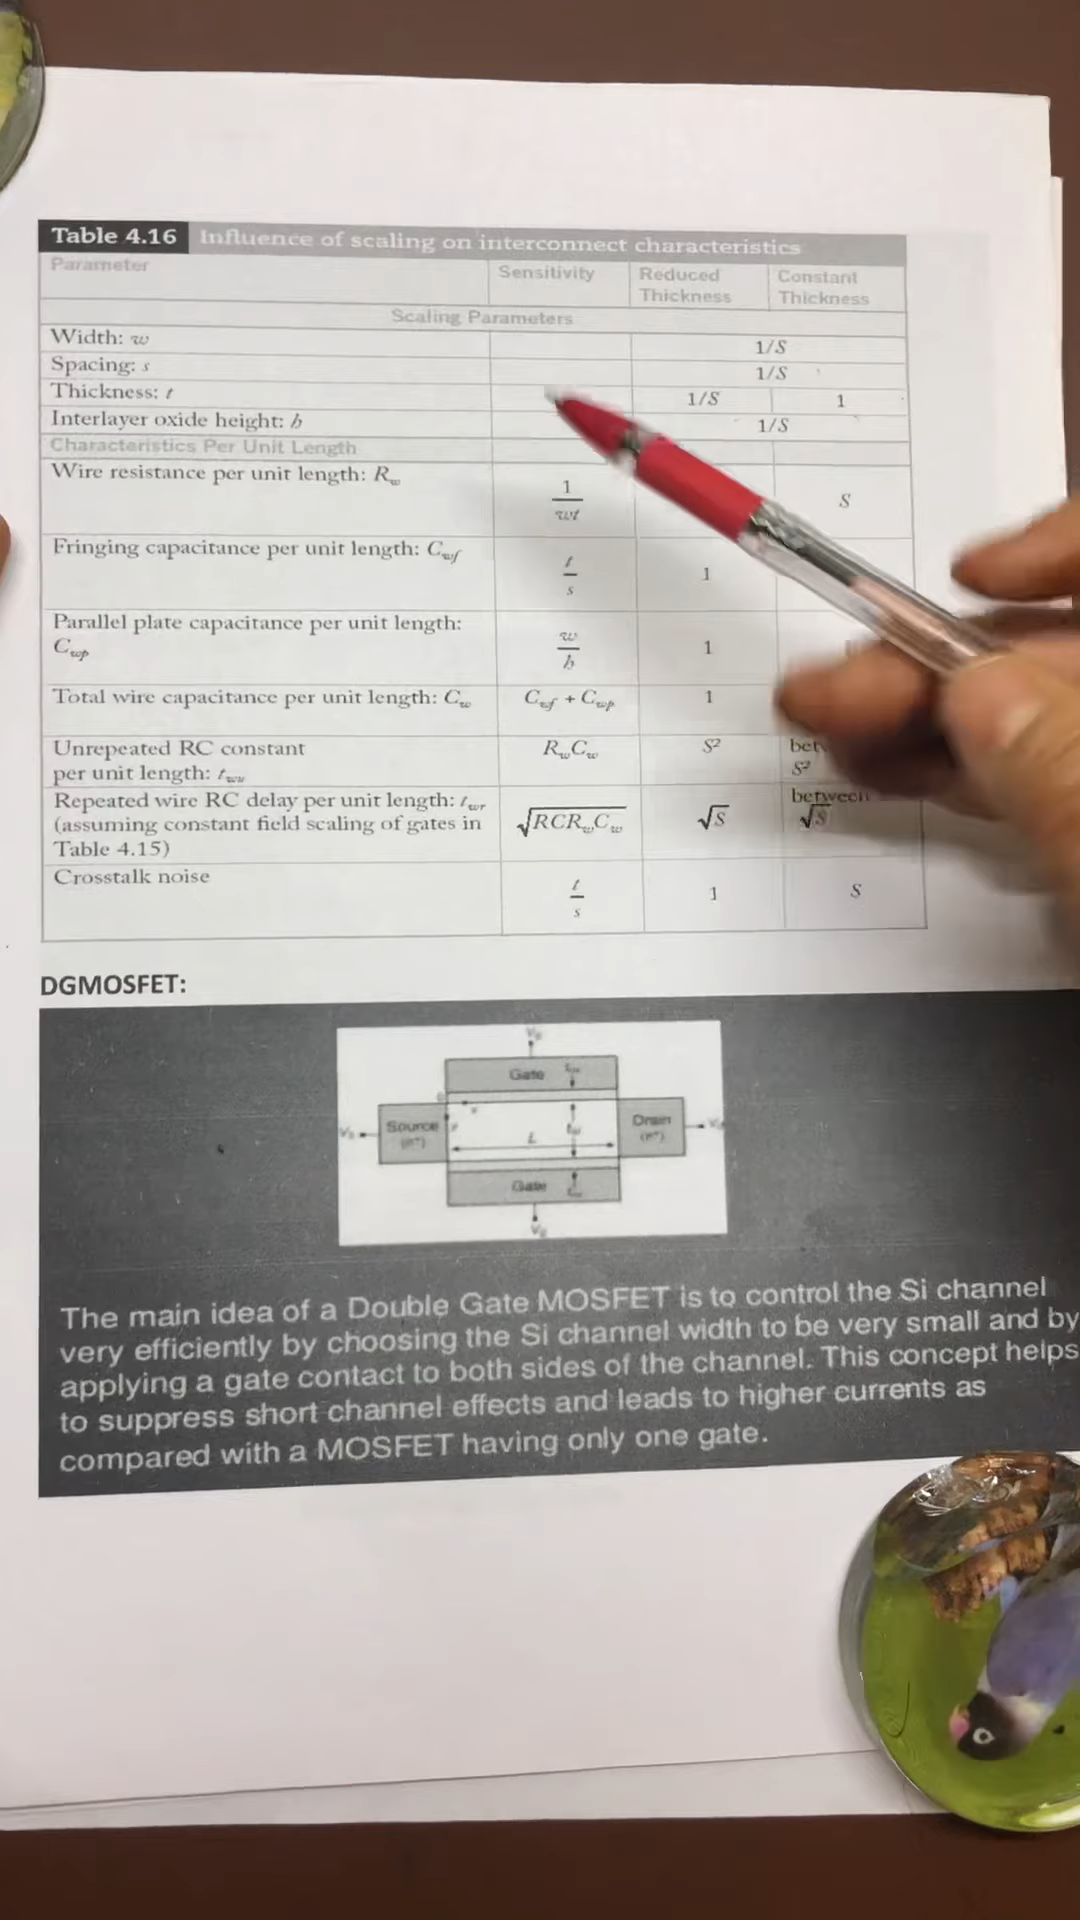 Table 4.16 Influence of scaling on interconnect characteristics
Parameter Sensitivity Reduced Thickness Constant Thickness
Scaling Parameters
Width: w 1/S
Spacing: s 1/S
Thickness: t 1/S 1
Interlayer oxide height: h 1/S
Characteristics Per Unit Length
Wire resistance per unit length: R_w 1/wt S
Fringing capacitance per unit length: C_wf t/s 1
Parallel plate capacitance per unit length:
C_wp w/h 1
Total wire capacitance per unit length: C_w C_wf + C_wp 1
Unrepeated RC constant R_wC_w S²
per unit length: t_wu S²
Repeated wire RC delay per unit length: t_wr between
(assuming constant field scaling of gates in √RCR_wC_w √S √S
Table 4.15)
Crosstalk noise t/s 1 S
DGMOSFET:
Gate
Source Drain
(n⁺) (n⁺)
L
Gate
The main idea of a Double Gate MOSFET is to control the Si channel
very efficiently by choosing the Si channel width to be very small and by
applying a gate contact to both sides of the channel. This concept helps
to suppress short channel effects and leads to higher currents as
compared with a MOSFET having only one gate.